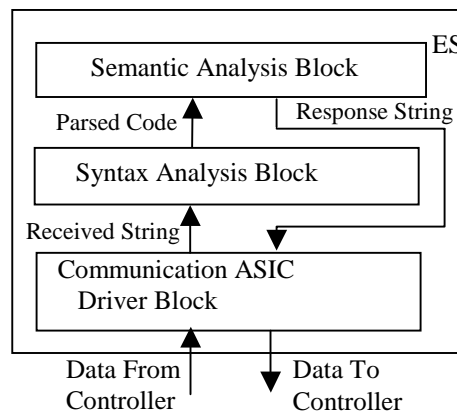 ES
Semantic Analysis Block
Response String
Parsed Code
Syntax Analysis Block
Received String
Communication ASIC
Driver Block
Data From
Controller
Data To
Controller